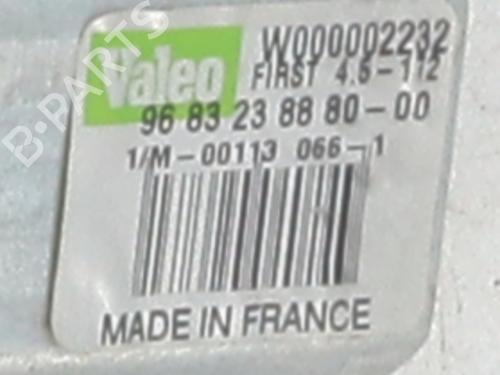 B-PARTS
Valeo
W000002232
FIRST 4.5-112
96 83 23 88 80-00
1/M-00113 066-1
MADE IN FRANCE